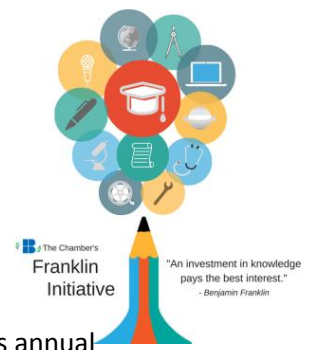 The Chamber's
Franklin
Initiative
"An investment in knowledge
pays the best interest."
- Benjamin Franklin
s annual